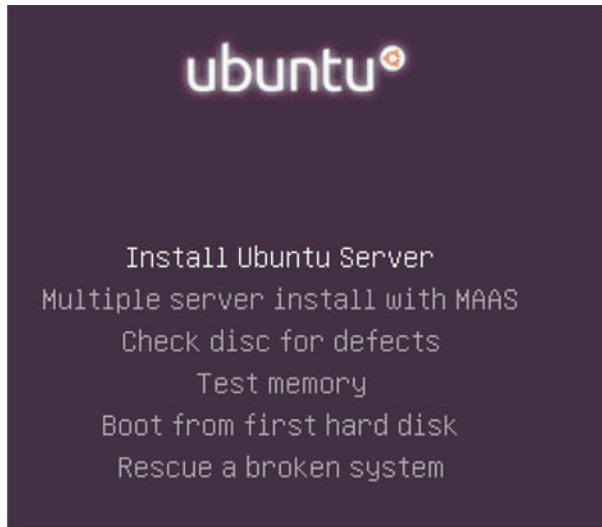 ubuntu
Install Ubuntu Server
Multiple server install with MAAS
Check disc for defects
Test memory
Boot from first hard disk
Rescue a broken system